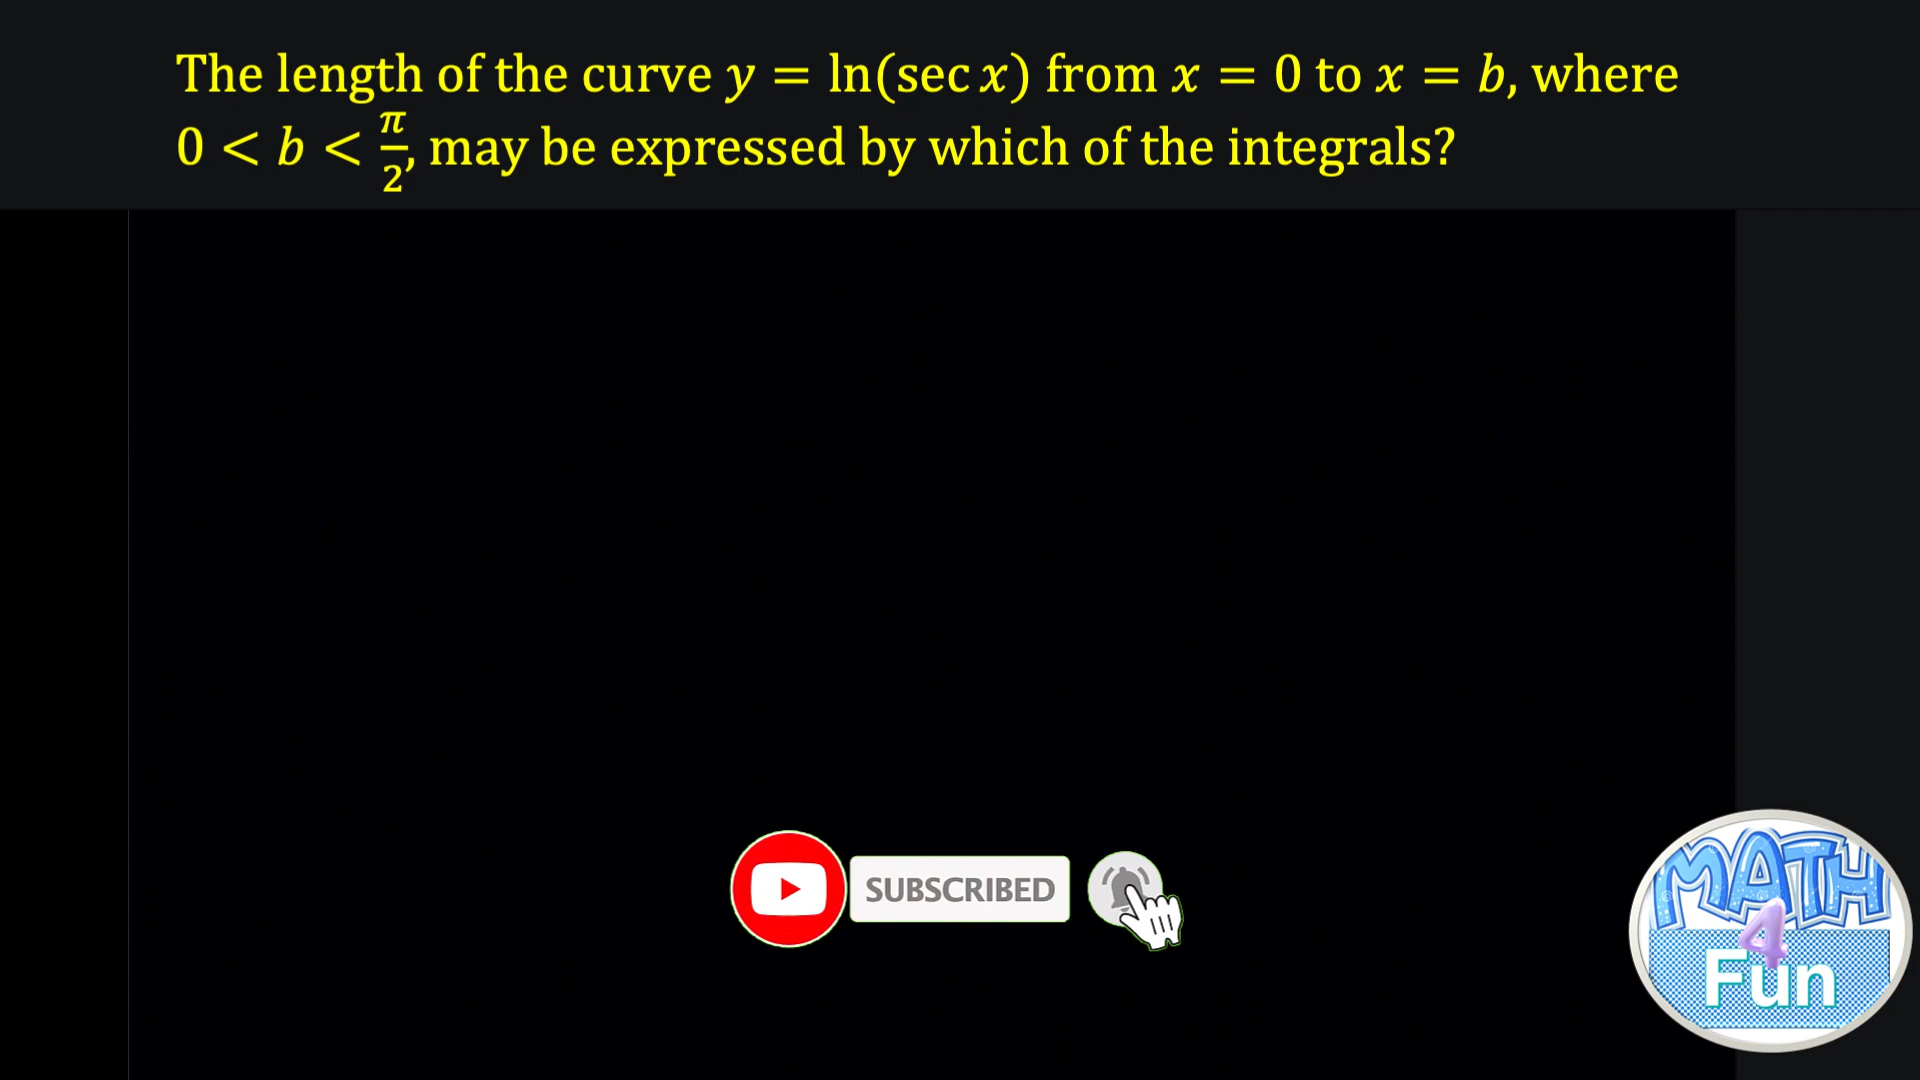 The length of the curve y = ln(sec x) from x = 0 to x = b, where
0 < b < π/2, may be expressed by which of the integrals?
SUBSCRIBED
MATH
4
Fun